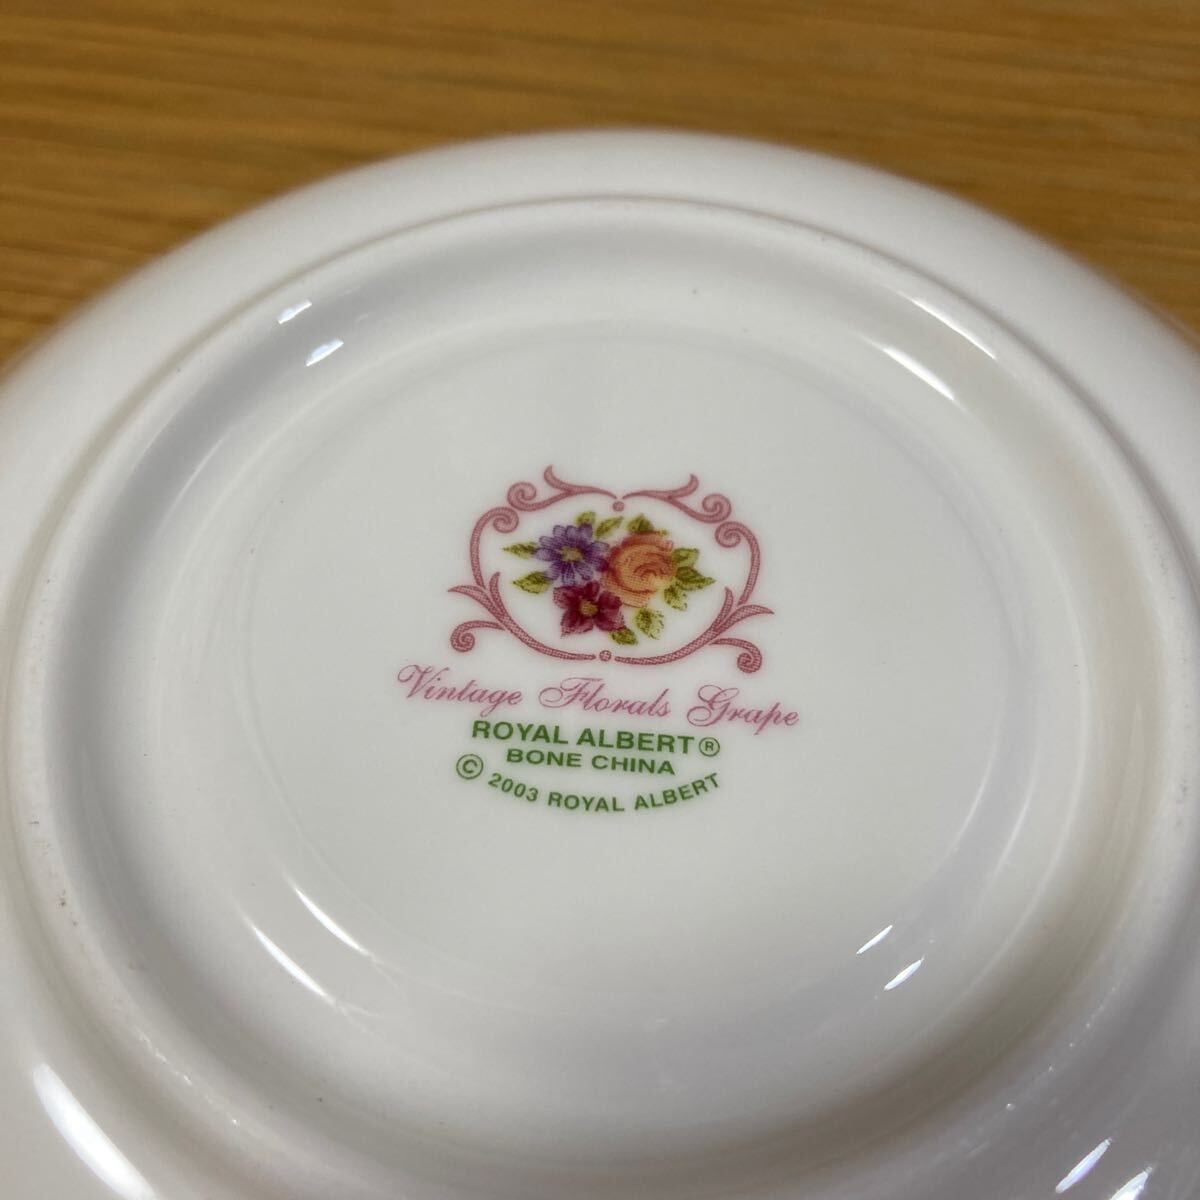 Vintage Florals Grape
ROYAL ALBERT®
BONE CHINA
© 2003 ROYAL ALBERT